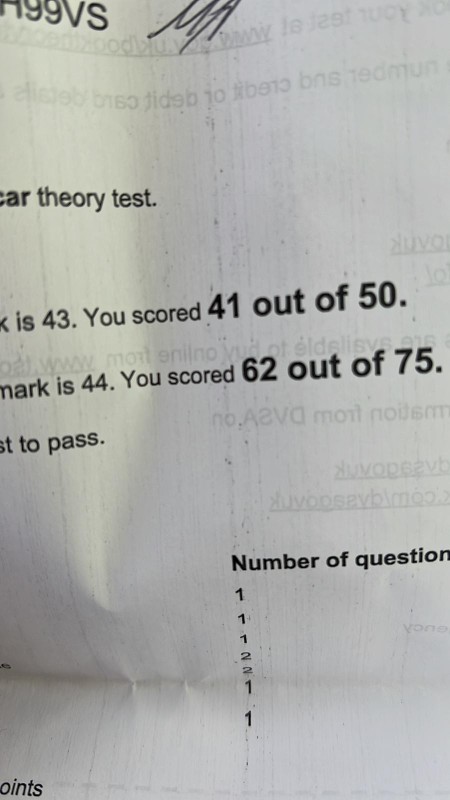 H99VS
car theory test.
k is 43. You scored 41 out of 50.
mark is 44. You scored 62 out of 75.
st to pass.
Number of question
1
1
1
2
2
1
1
oints